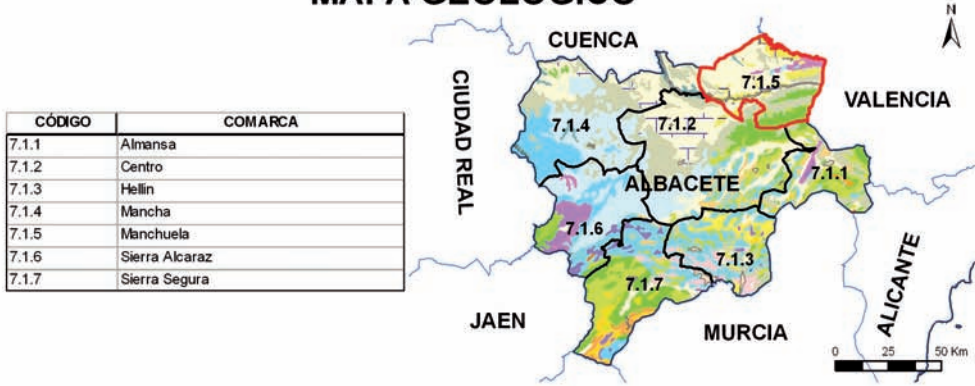 MAPA GEOLÓGICO
CÓDIGO COMARCA
7.1.1 Almansa
7.1.2 Centro
7.1.3 Hellin
7.1.4 Mancha
7.1.5 Manchuela
7.1.6 Sierra Alcaraz
7.1.7 Sierra Segura
N
CUENCA
CIUDAD REAL
VALENCIA
7.1.5
7.1.4
7.1.2
7.1.1
ALBACETE
7.1.6
7.1.3
7.1.7
JAEN
MURCIA
ALICANTE
0 25 50 Km